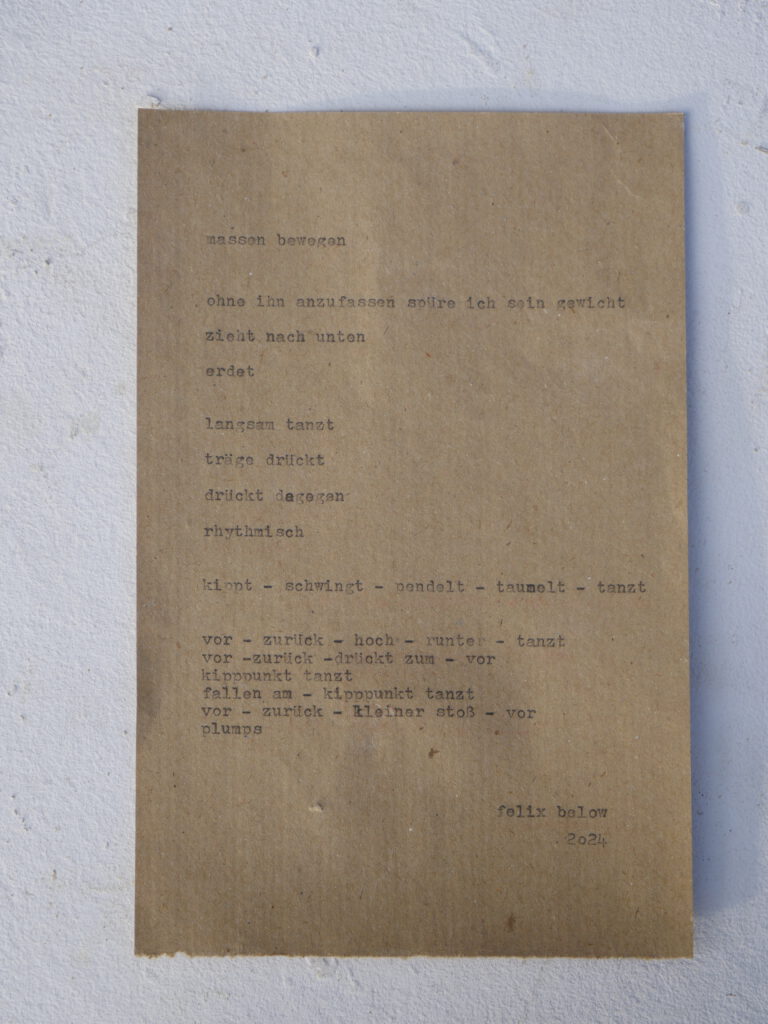 massen bewegen
ohne ihn anzufassen spüre ich sein gewicht
zieht nach unten
erdet
langsam tanzt
träge drückt
drückt dagegen
rhythmisch
kippt - schwingt - pendelt - taumelt - tanzt
vor - zurück - hoch - runter - tanzt
vor -zurück -drückt zum - vor
kipppunkt tanzt
fallen am - kipppunkt tanzt
vor - zurück - kleiner stoß - vor
plumps
felix below
2o24